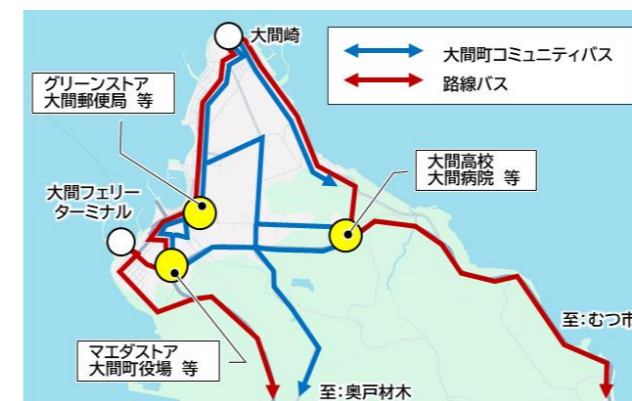 大間崎
大間町コミュニティバス
路線バス
グリーンストア
大間郵便局 等
大間高校
大間病院 等
大間フェリー
ターミナル
至:むつ市
マエダストア
大間町役場 等
至:奥戸材木